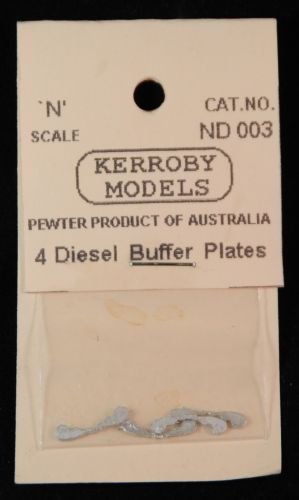 'N' CAT.NO.
SCALE ND 003
KERROBY
MODELS
PEWTER PRODUCT OF AUSTRALIA
4 Diesel Buffer Plates